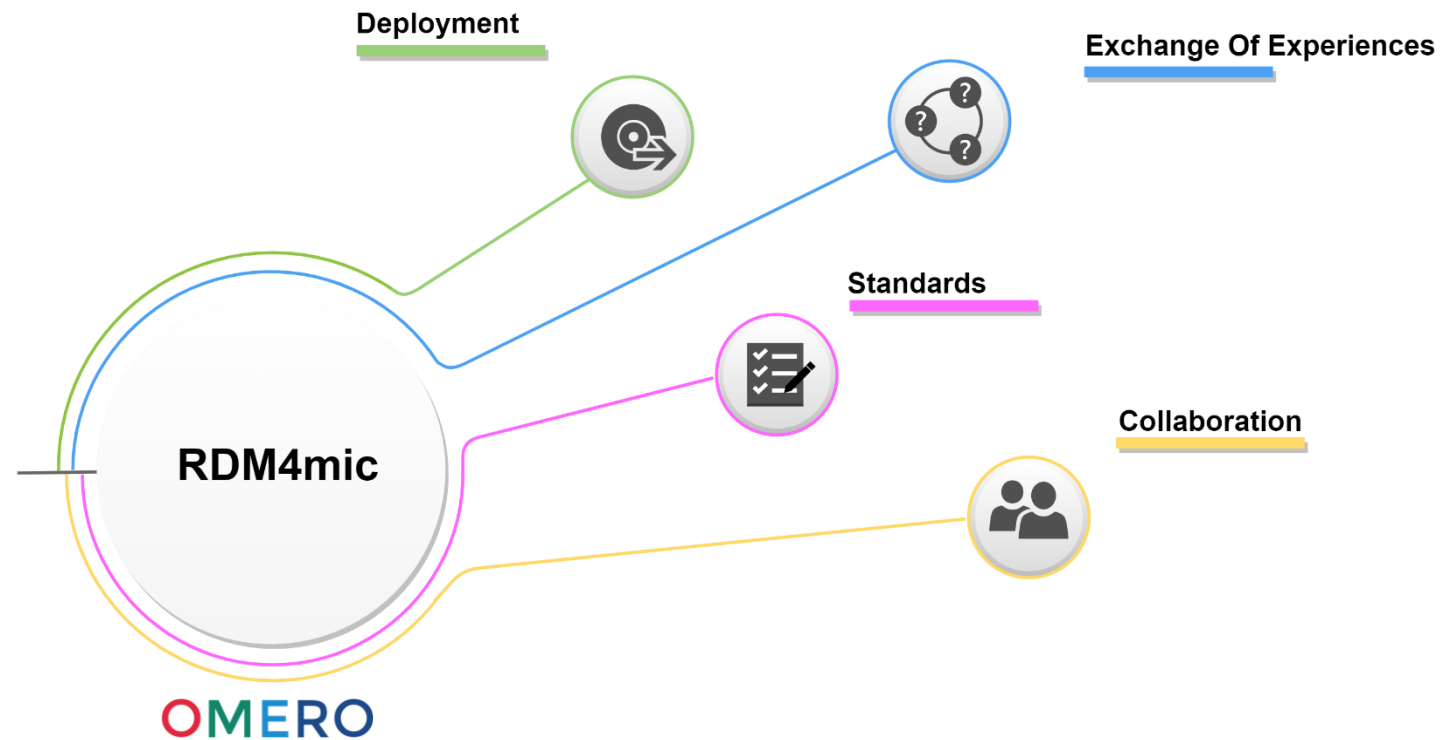 Deployment
Exchange Of Experiences
?
?
?
Standards
Collaboration
RDM4mic
OMERO